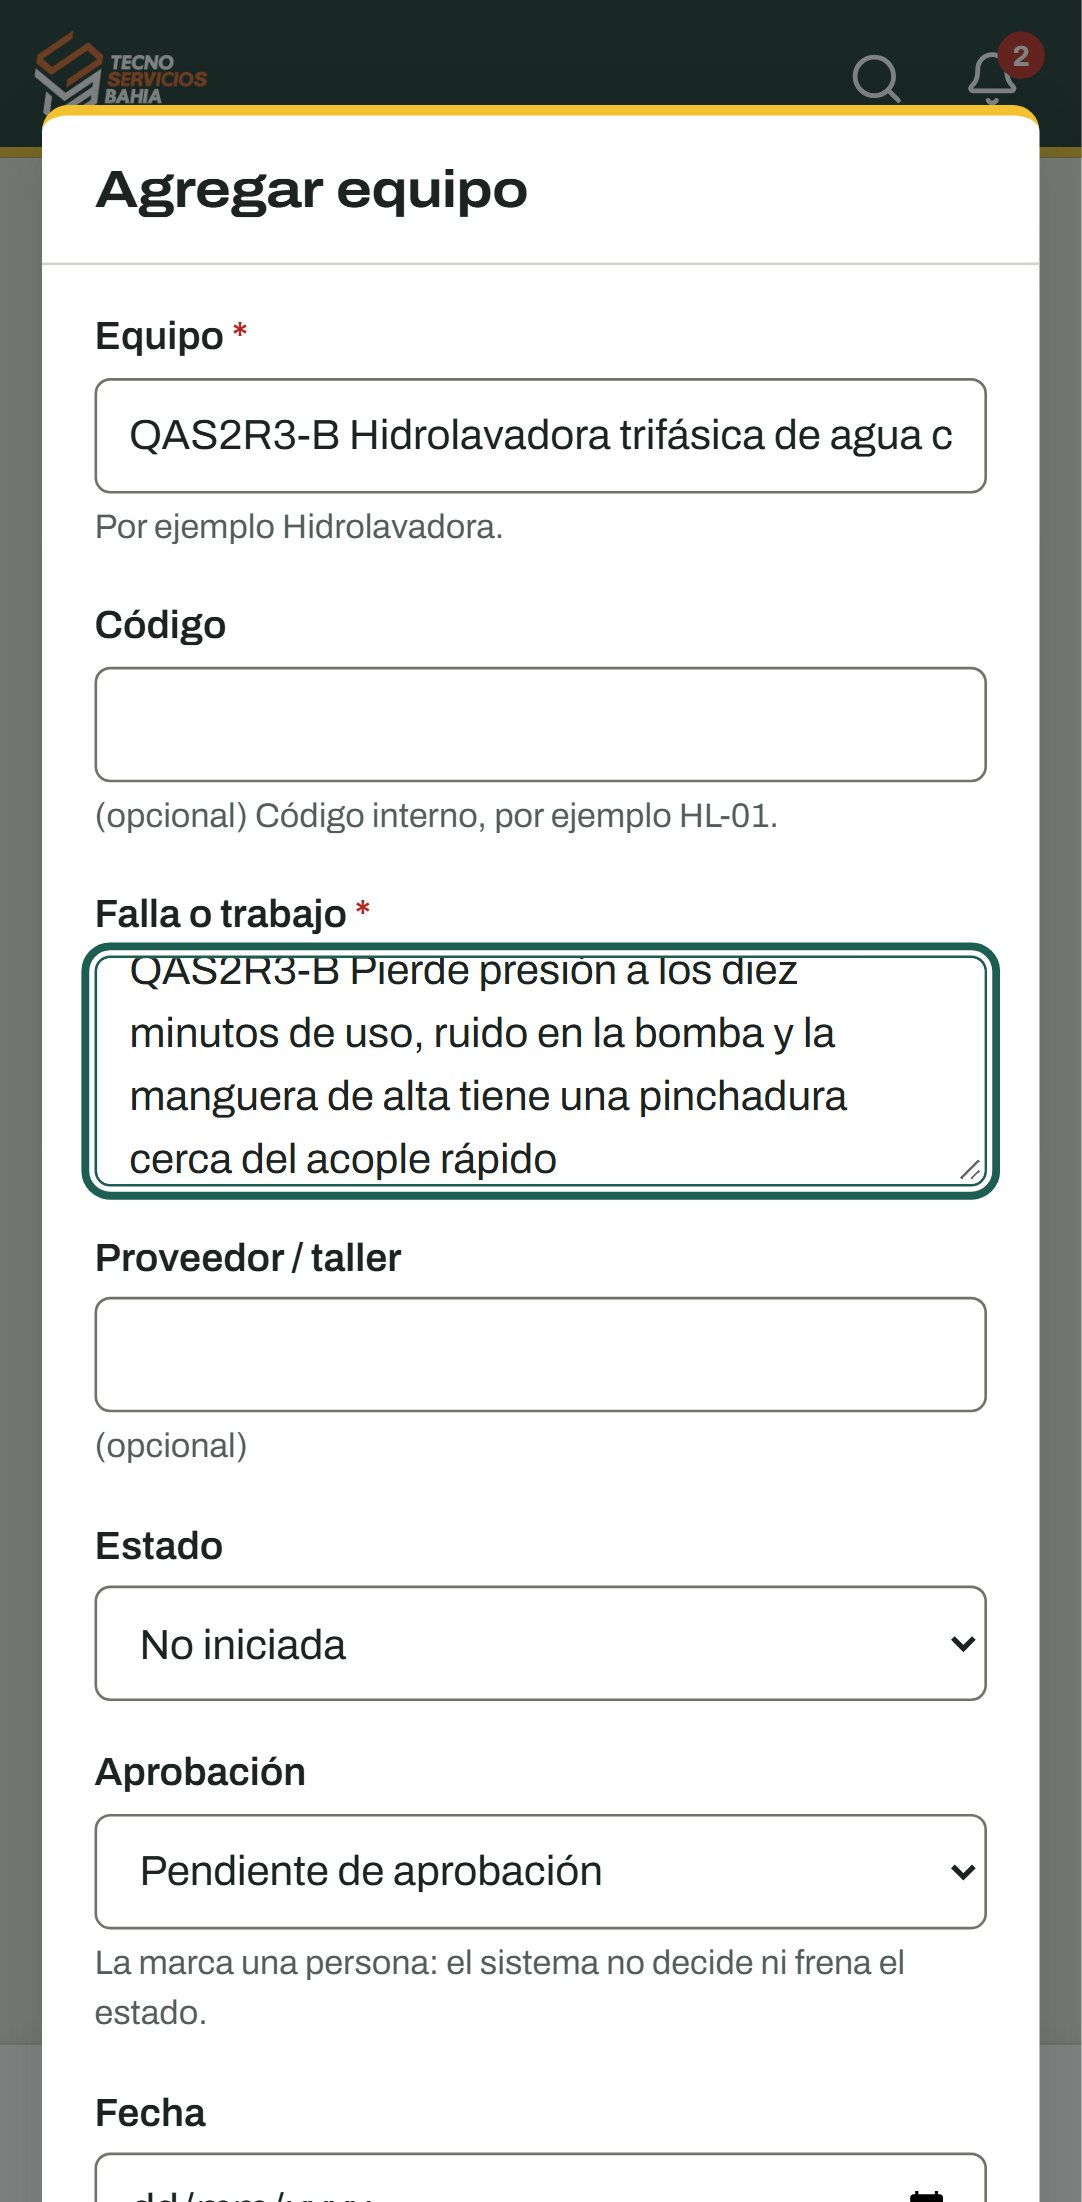 TECNO
SERVICIOS
BAHIA
2
Agregar equipo
Equipo *
QAS2R3-B Hidrolavadora trifásica de agua c
Por ejemplo Hidrolavadora.
Código
(opcional) Código interno, por ejemplo HL-01.
Falla o trabajo *
QAS2R3-B Pierde presión a los diez
minutos de uso, ruido en la bomba y la
manguera de alta tiene una pinchadura
cerca del acople rápido
Proveedor / taller
(opcional)
Estado
No iniciada
Aprobación
Pendiente de aprobación
La marca una persona: el sistema no decide ni frena el
estado.
Fecha
dd/mm/yyyy